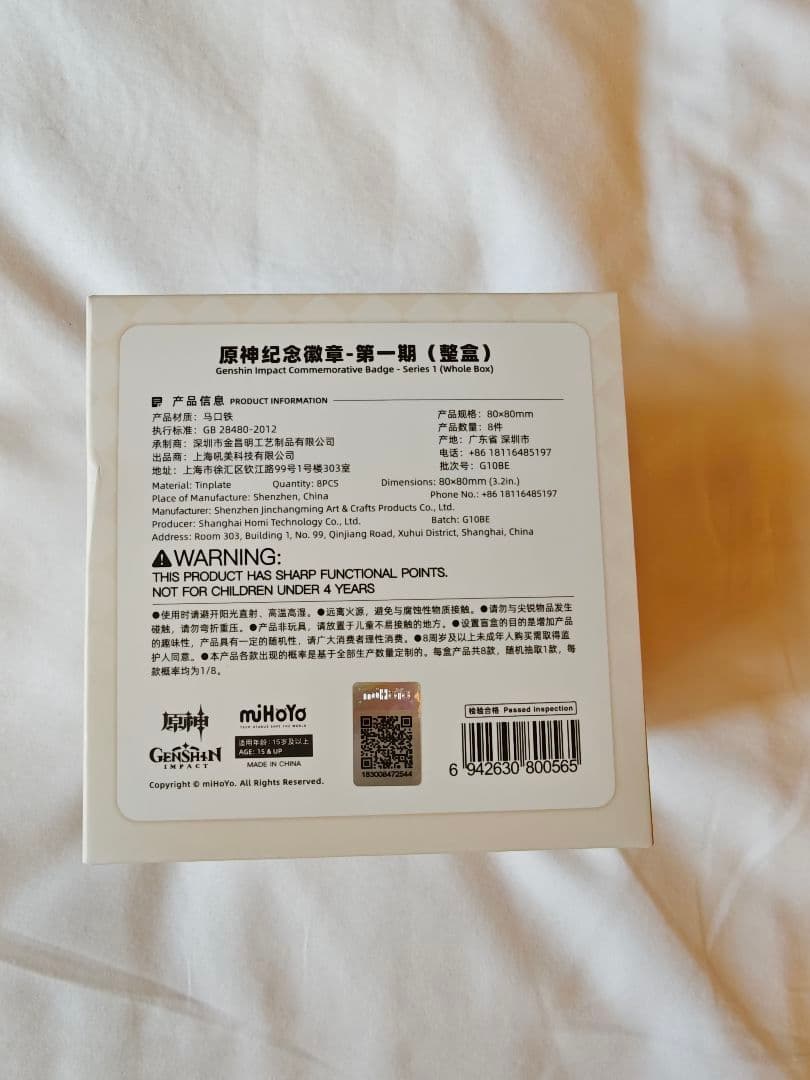 原神纪念徽章-第一期（整盒）
Genshin Impact Commemorative Badge - Series 1 (Whole Box)
产品信息 PRODUCT INFORMATION
产品材质：马口铁
产品规格：80×80mm
执行标准：GB 28480-2012
产品数量：8件
承制商：深圳市金昌明工艺制品有限公司
产地：广东省 深圳市
出品商：上海吼美科技有限公司
电话：+86 18116485197
地址：上海市徐汇区钦江路99号1号楼303室
批次号：G10BE
Material: Tinplate Quantity: 8PCS Dimensions: 80×80mm (3.2in.)
Place of Manufacture: Shenzhen, China Phone No.: +86 18116485197
Manufacturer: Shenzhen Jinchangming Art & Crafts Products Co., Ltd.
Producer: Shanghai Homi Technology Co., Ltd. Batch: G10BE
Address: Room 303, Building 1, No. 99, Qinjiang Road, Xuhui District, Shanghai, China
WARNING:
THIS PRODUCT HAS SHARP FUNCTIONAL POINTS.
NOT FOR CHILDREN UNDER 4 YEARS
●使用时请避开阳光直射、高温高湿。●远离火源，避免与腐蚀性物质接触。●请勿与尖锐物品发生
碰触，请勿弯折重压。●产品非玩具，请放置于儿童不易接触的地方。●设置盲盒的目的是增加产品
的趣味性，产品具有一定的随机性，请广大消费者理性消费。●8周岁及以上未成年人购买需取得监
护人同意。●本产品各款出现的概率是基于全部生产数量定制的。每盒产品共8款，随机抽取1款，每
款概率均为1/8。
原神
GENSHIN
IMPACT
miHoYo
TECH OTAKUS SAVE THE WORLD
适用年龄：15岁及以上
AGE: 15 & UP
MADE IN CHINA
Copyright © miHoYo. All Rights Reserved.
miHoYo
183008472544
检验合格 Passed inspection
6 942630 800565